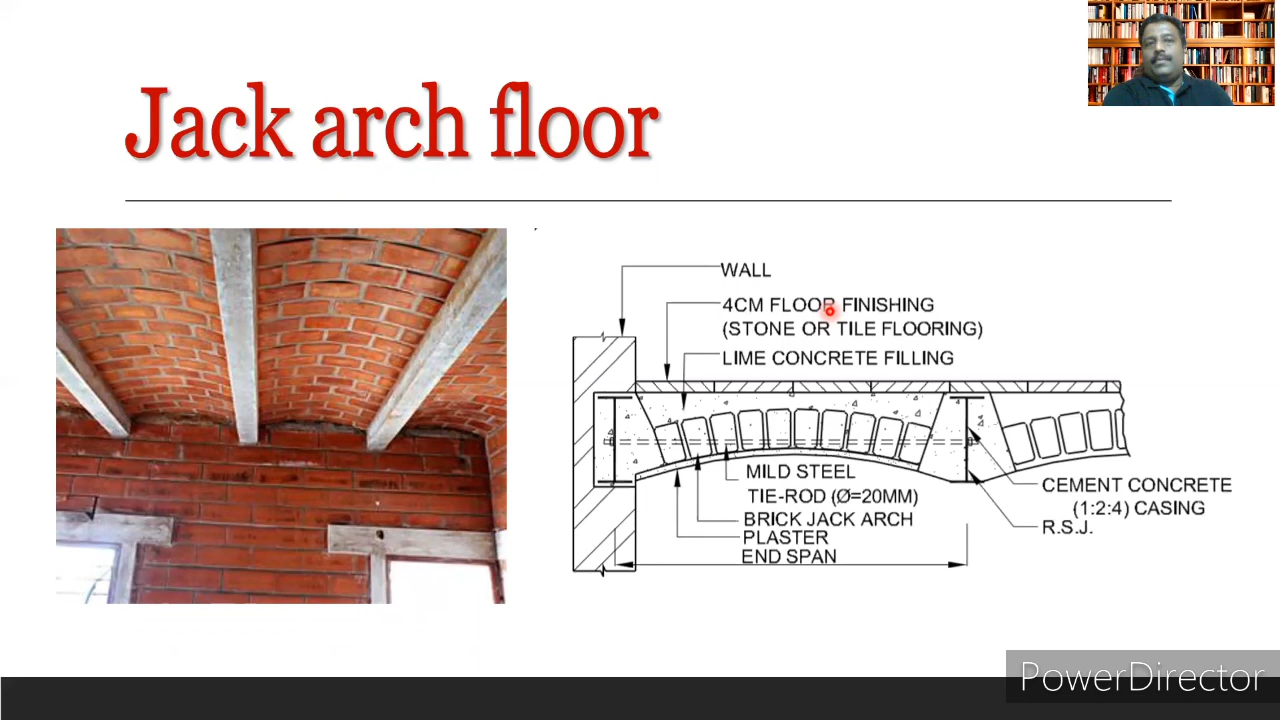 Jack arch floor
WALL
4CM FLOOR FINISHING
(STONE OR TILE FLOORING)
LIME CONCRETE FILLING
MILD STEEL
TIE-ROD (Ø=20MM)
BRICK JACK ARCH
PLASTER
END SPAN
CEMENT CONCRETE
(1:2:4) CASING
R.S.J.
PowerDirector